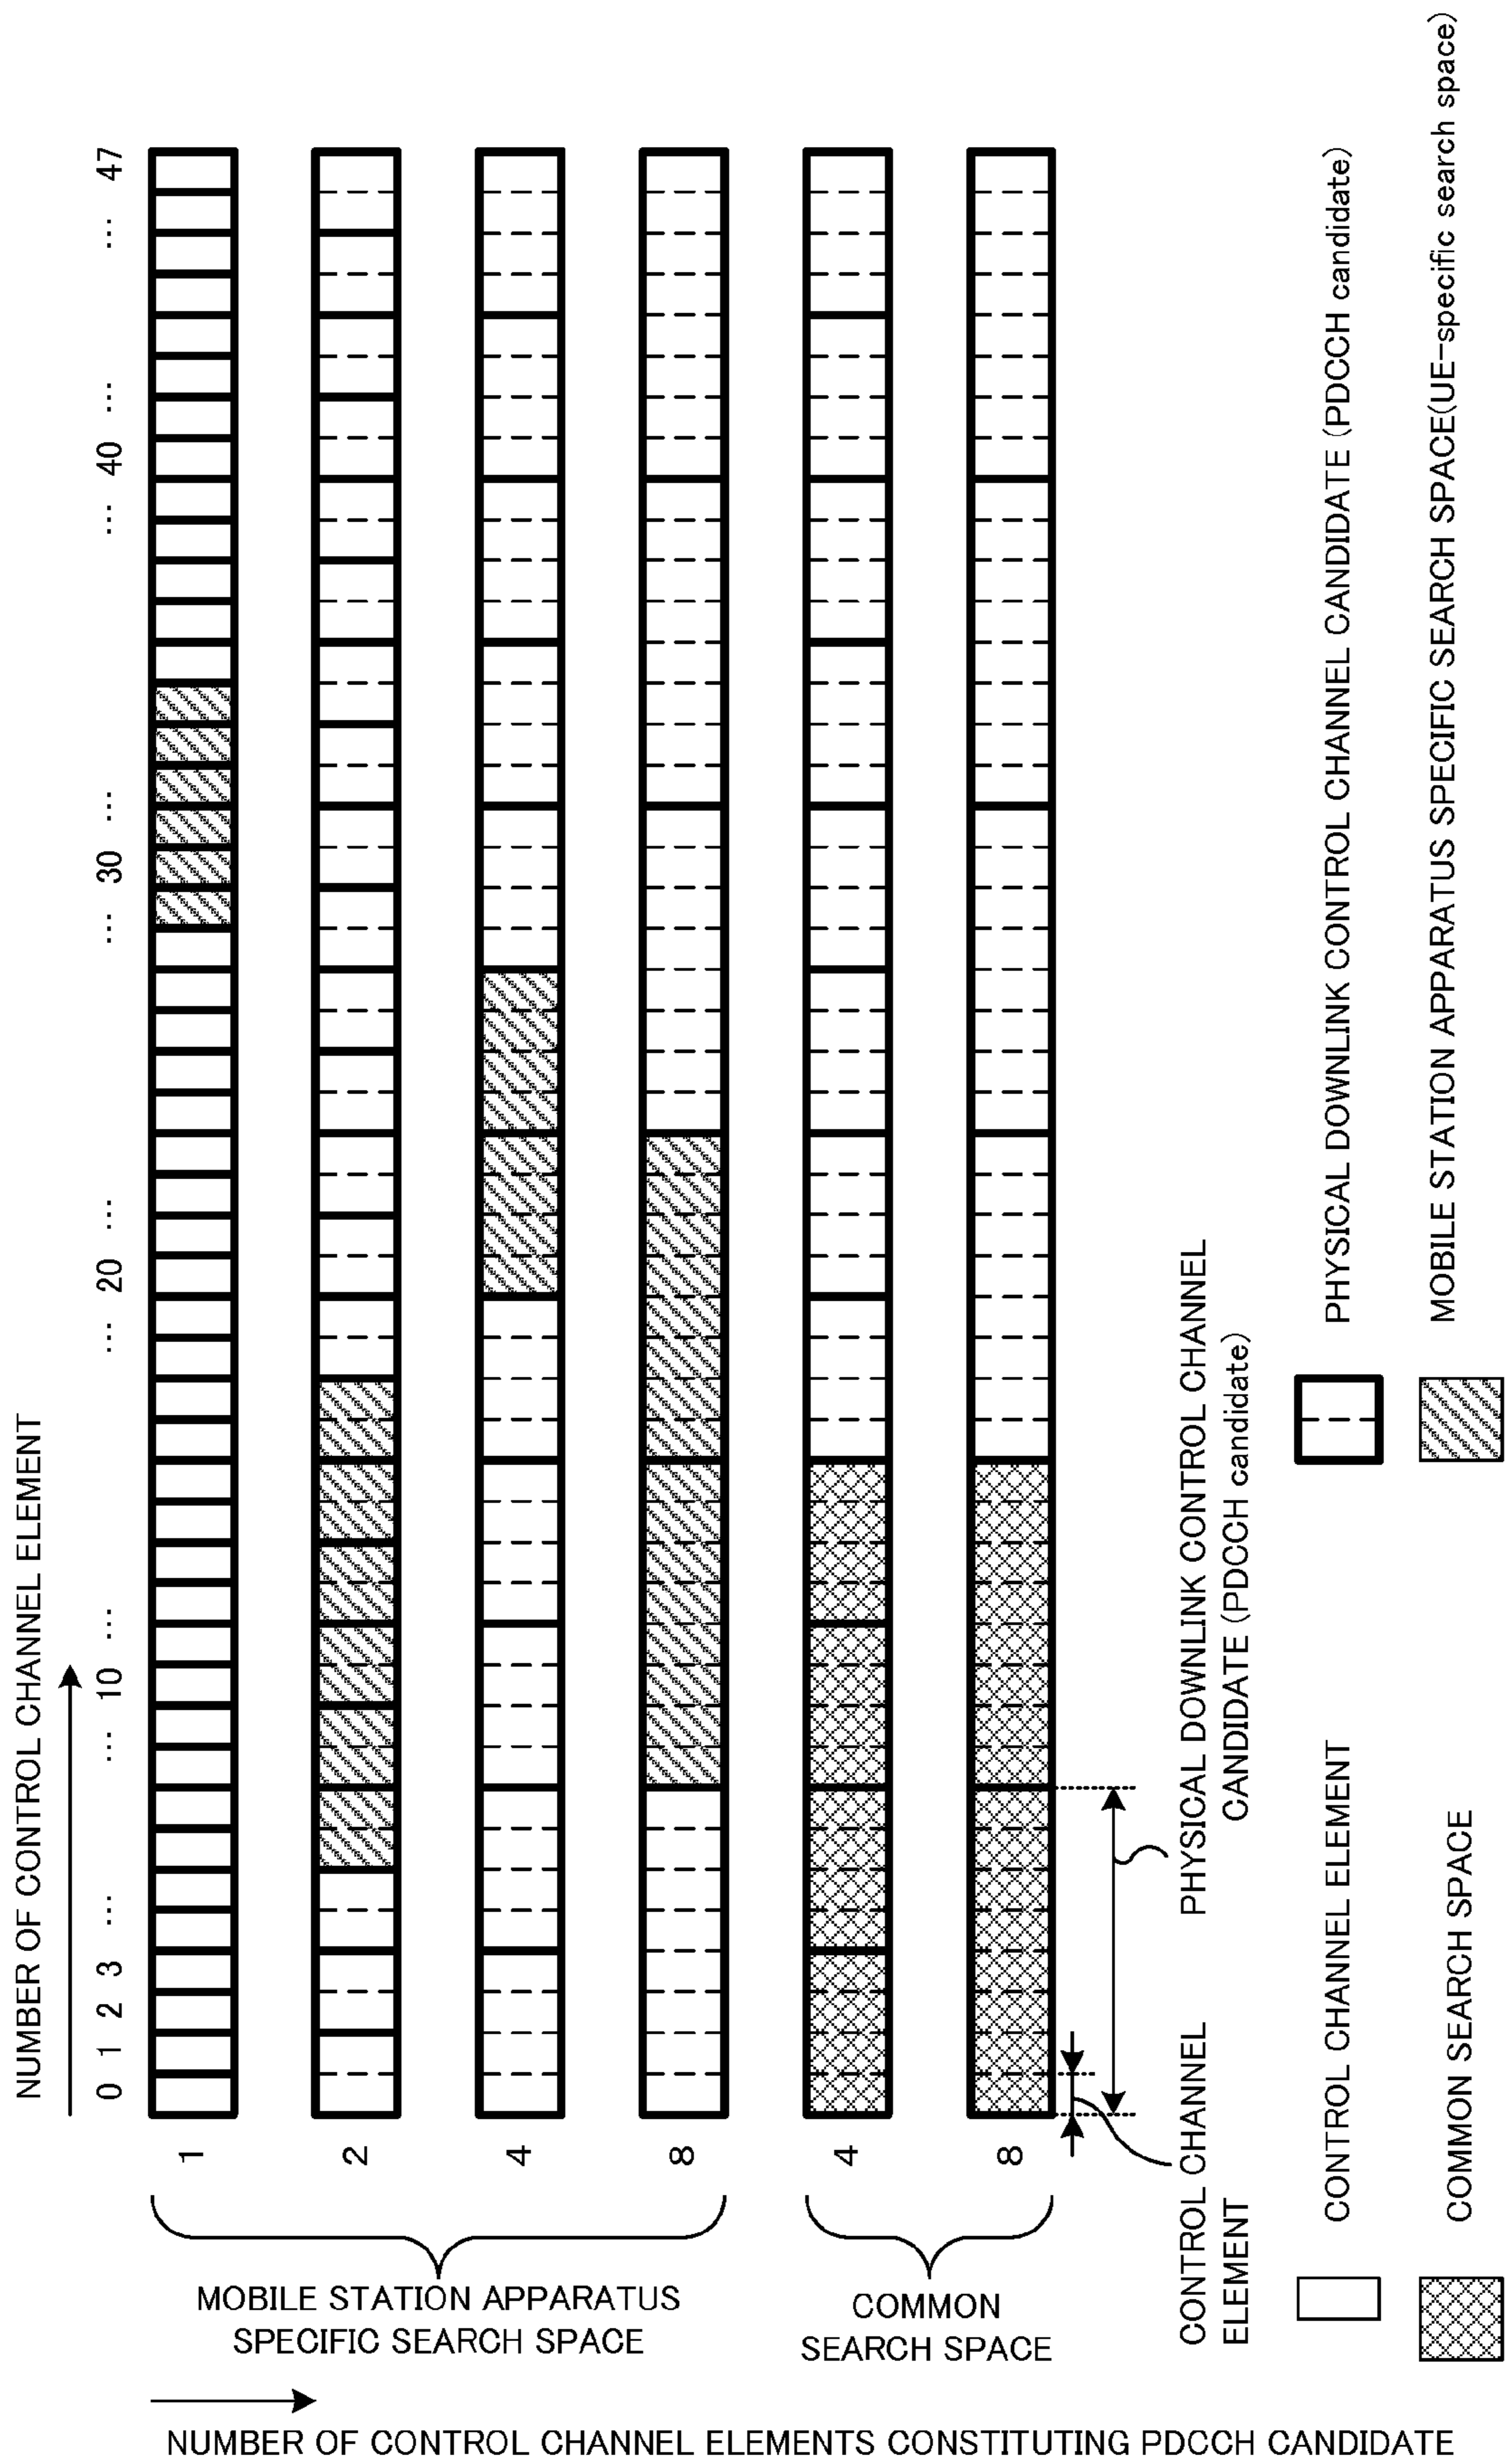 NUMBER OF CONTROL CHANNEL ELEMENT
0 1 2 3 ... ... 10 ... ... 20 ... ... 30 ... ... 40 ... ... 47
MOBILE STATION APPARATUS
SPECIFIC SEARCH SPACE
1
2
4
8
COMMON
SEARCH SPACE
4
8
NUMBER OF CONTROL CHANNEL ELEMENTS CONSTITUTING PDCCH CANDIDATE
CONTROL CHANNEL
ELEMENT
PHYSICAL DOWNLINK CONTROL CHANNEL
CANDIDATE (PDCCH candidate)
CONTROL CHANNEL ELEMENT
PHYSICAL DOWNLINK CONTROL CHANNEL CANDIDATE (PDCCH candidate)
COMMON SEARCH SPACE
MOBILE STATION APPARATUS SPECIFIC SEARCH SPACE(UE-specific search space)